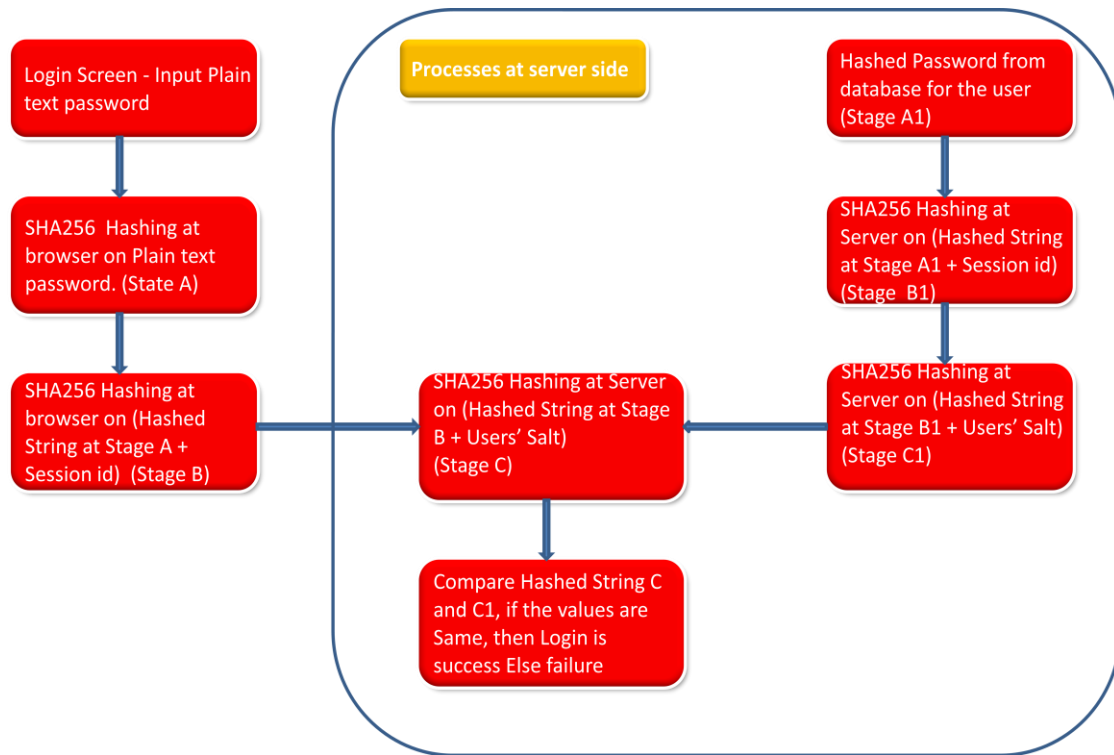 Login Screen - Input Plain
text password
SHA256  Hashing at
browser on Plain text
password. (State A)
SHA256 Hashing at
browser on (Hashed
String at Stage A +
Session id)  (Stage B)
Processes at server side
SHA256 Hashing at Server
on (Hashed String at Stage
B + Users’ Salt)
(Stage C)
Compare Hashed String C
and C1, if the values are
Same, then Login is
success Else failure
Hashed Password from
database for the user
(Stage A1)
SHA256 Hashing at
Server on (Hashed String
at Stage A1 + Session id)
(Stage  B1)
SHA256 Hashing at
Server on (Hashed String
at Stage B1 + Users’ Salt)
(Stage C1)